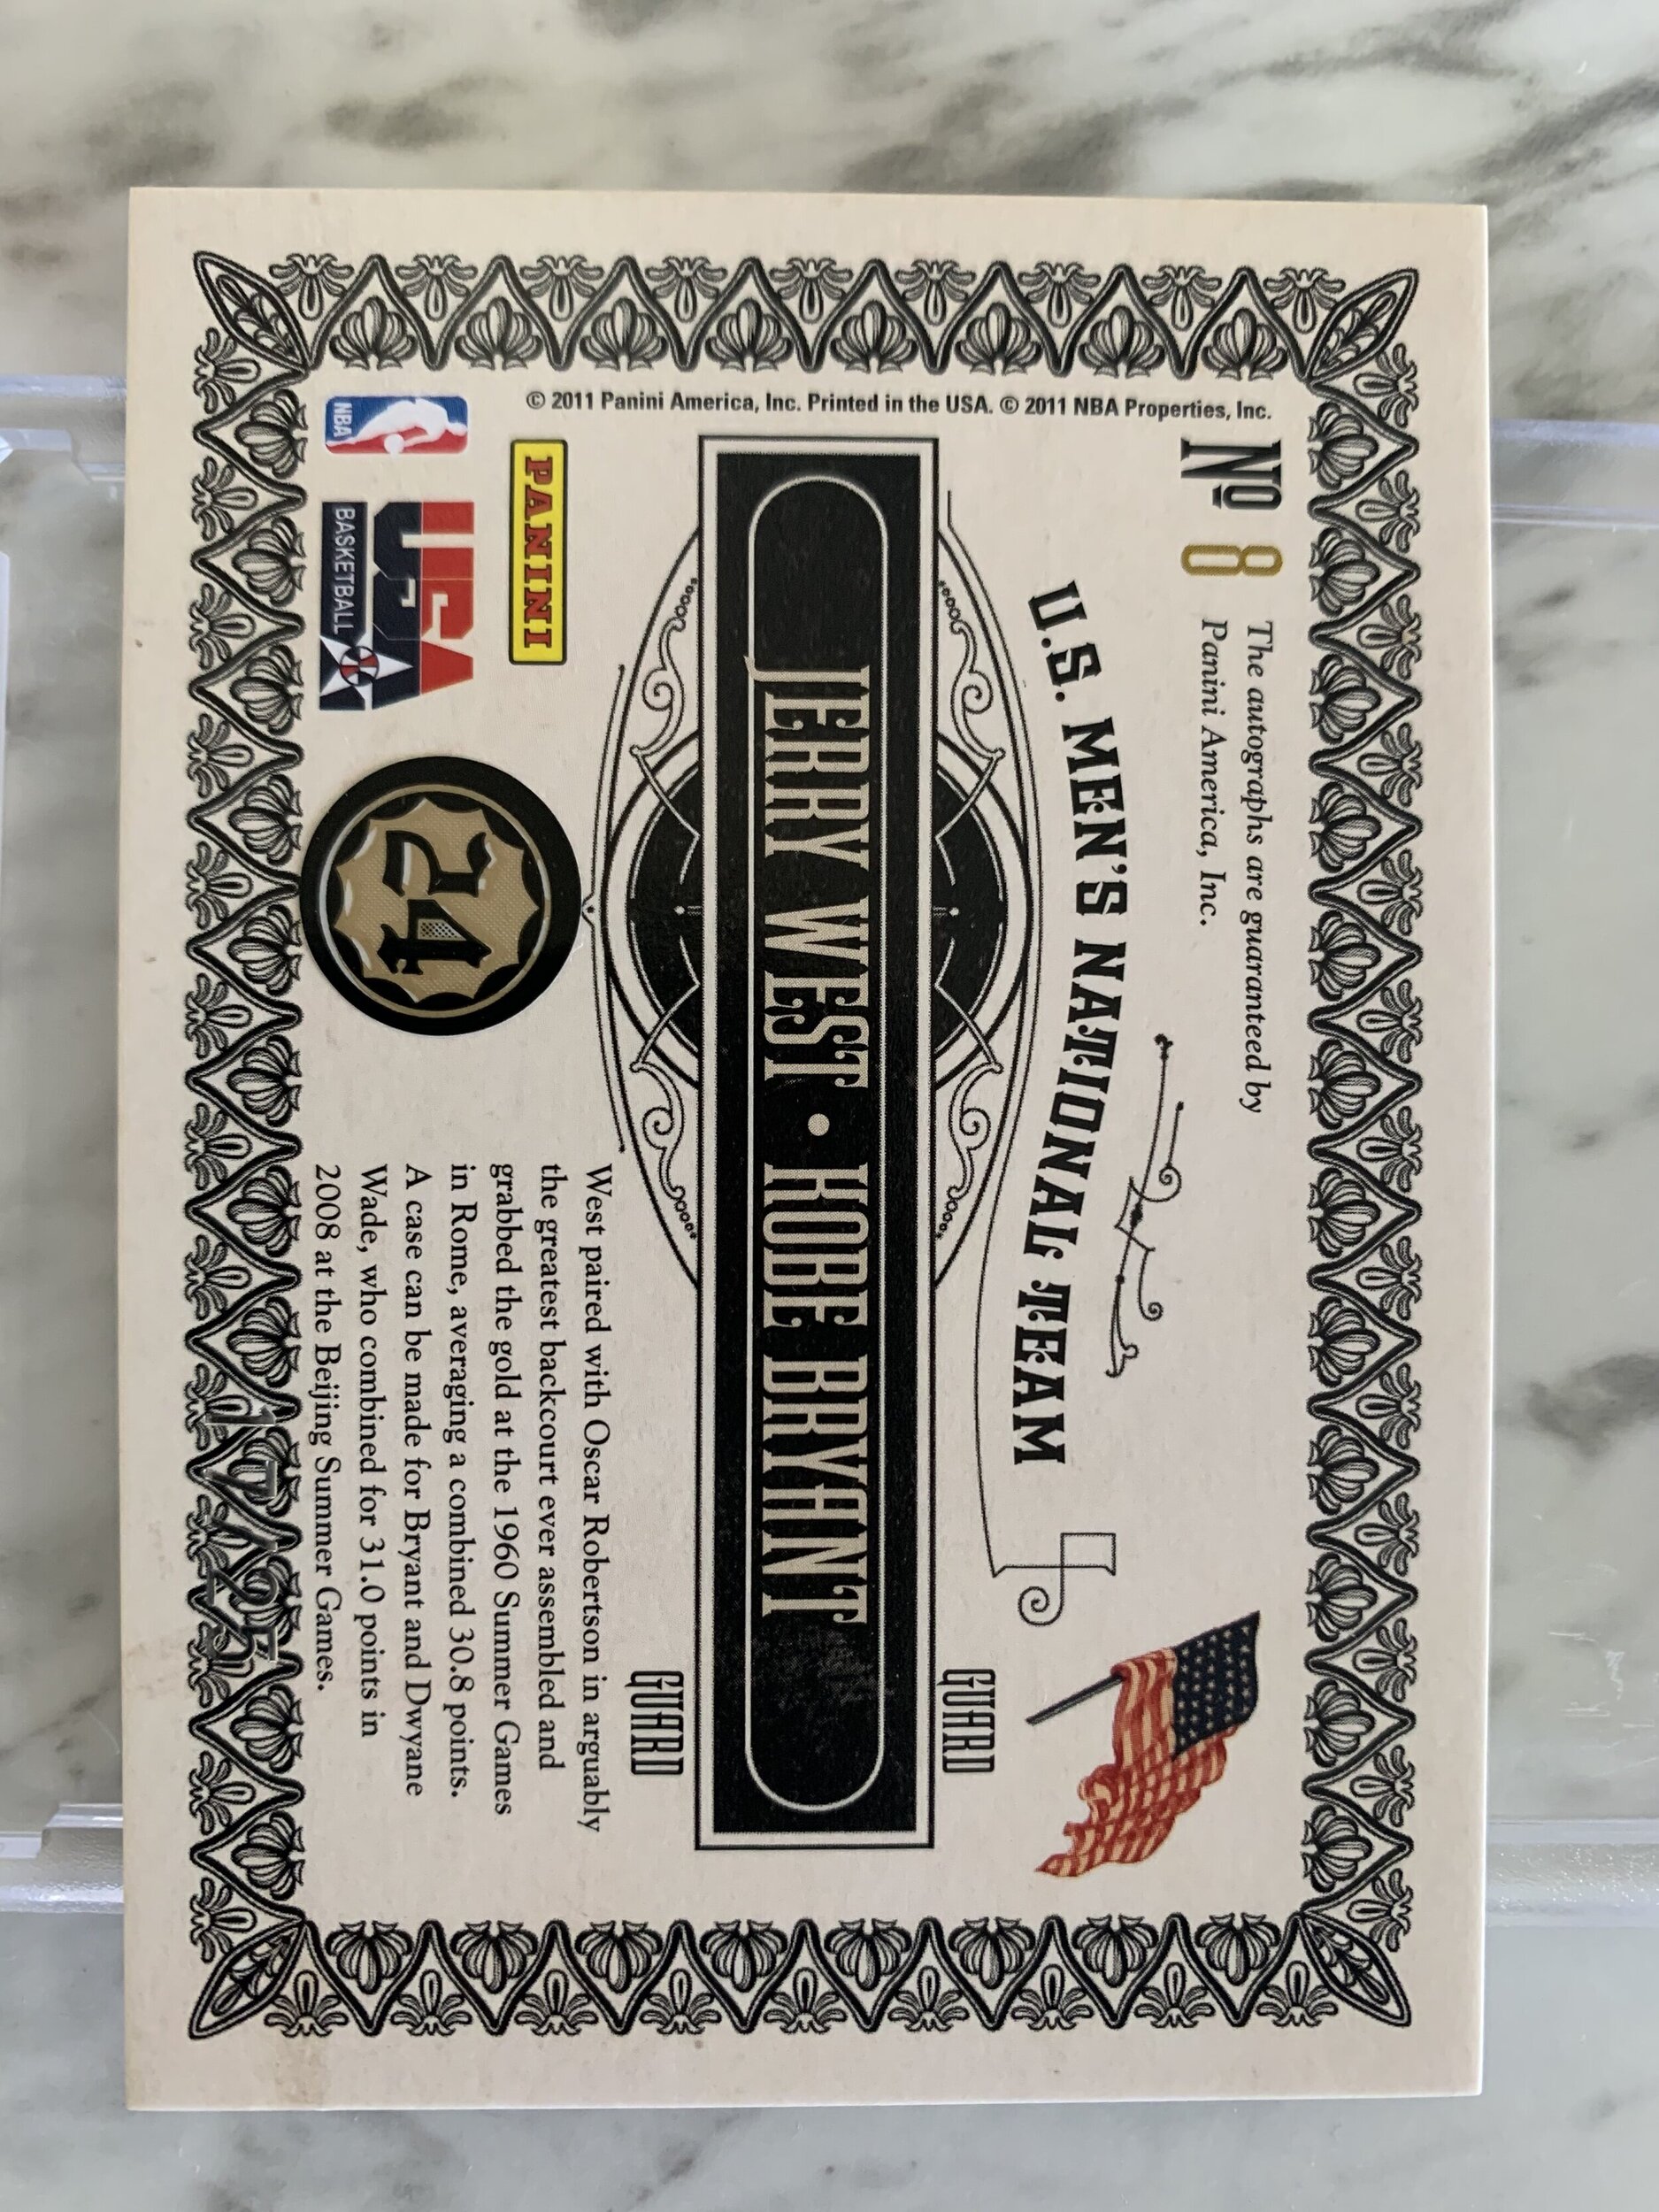 Nº 8
The autographs are guaranteed by
Panini America, Inc.
U.S. MEN'S NATIONAL TEAM
GUARD
JERRY WEST • KOBE BRYANT
GUARD
© 2011 Panini America, Inc. Printed in the USA. © 2011 NBA Properties, Inc.
PANINI
NBA
USA
BASKETBALL
24
West paired with Oscar Robertson in arguably
the greatest backcourt ever assembled and
grabbed the gold at the 1960 Summer Games
in Rome, averaging a combined 30.8 points.
A case can be made for Bryant and Dwyane
Wade, who combined for 31.0 points in
2008 at the Beijing Summer Games.
17/25